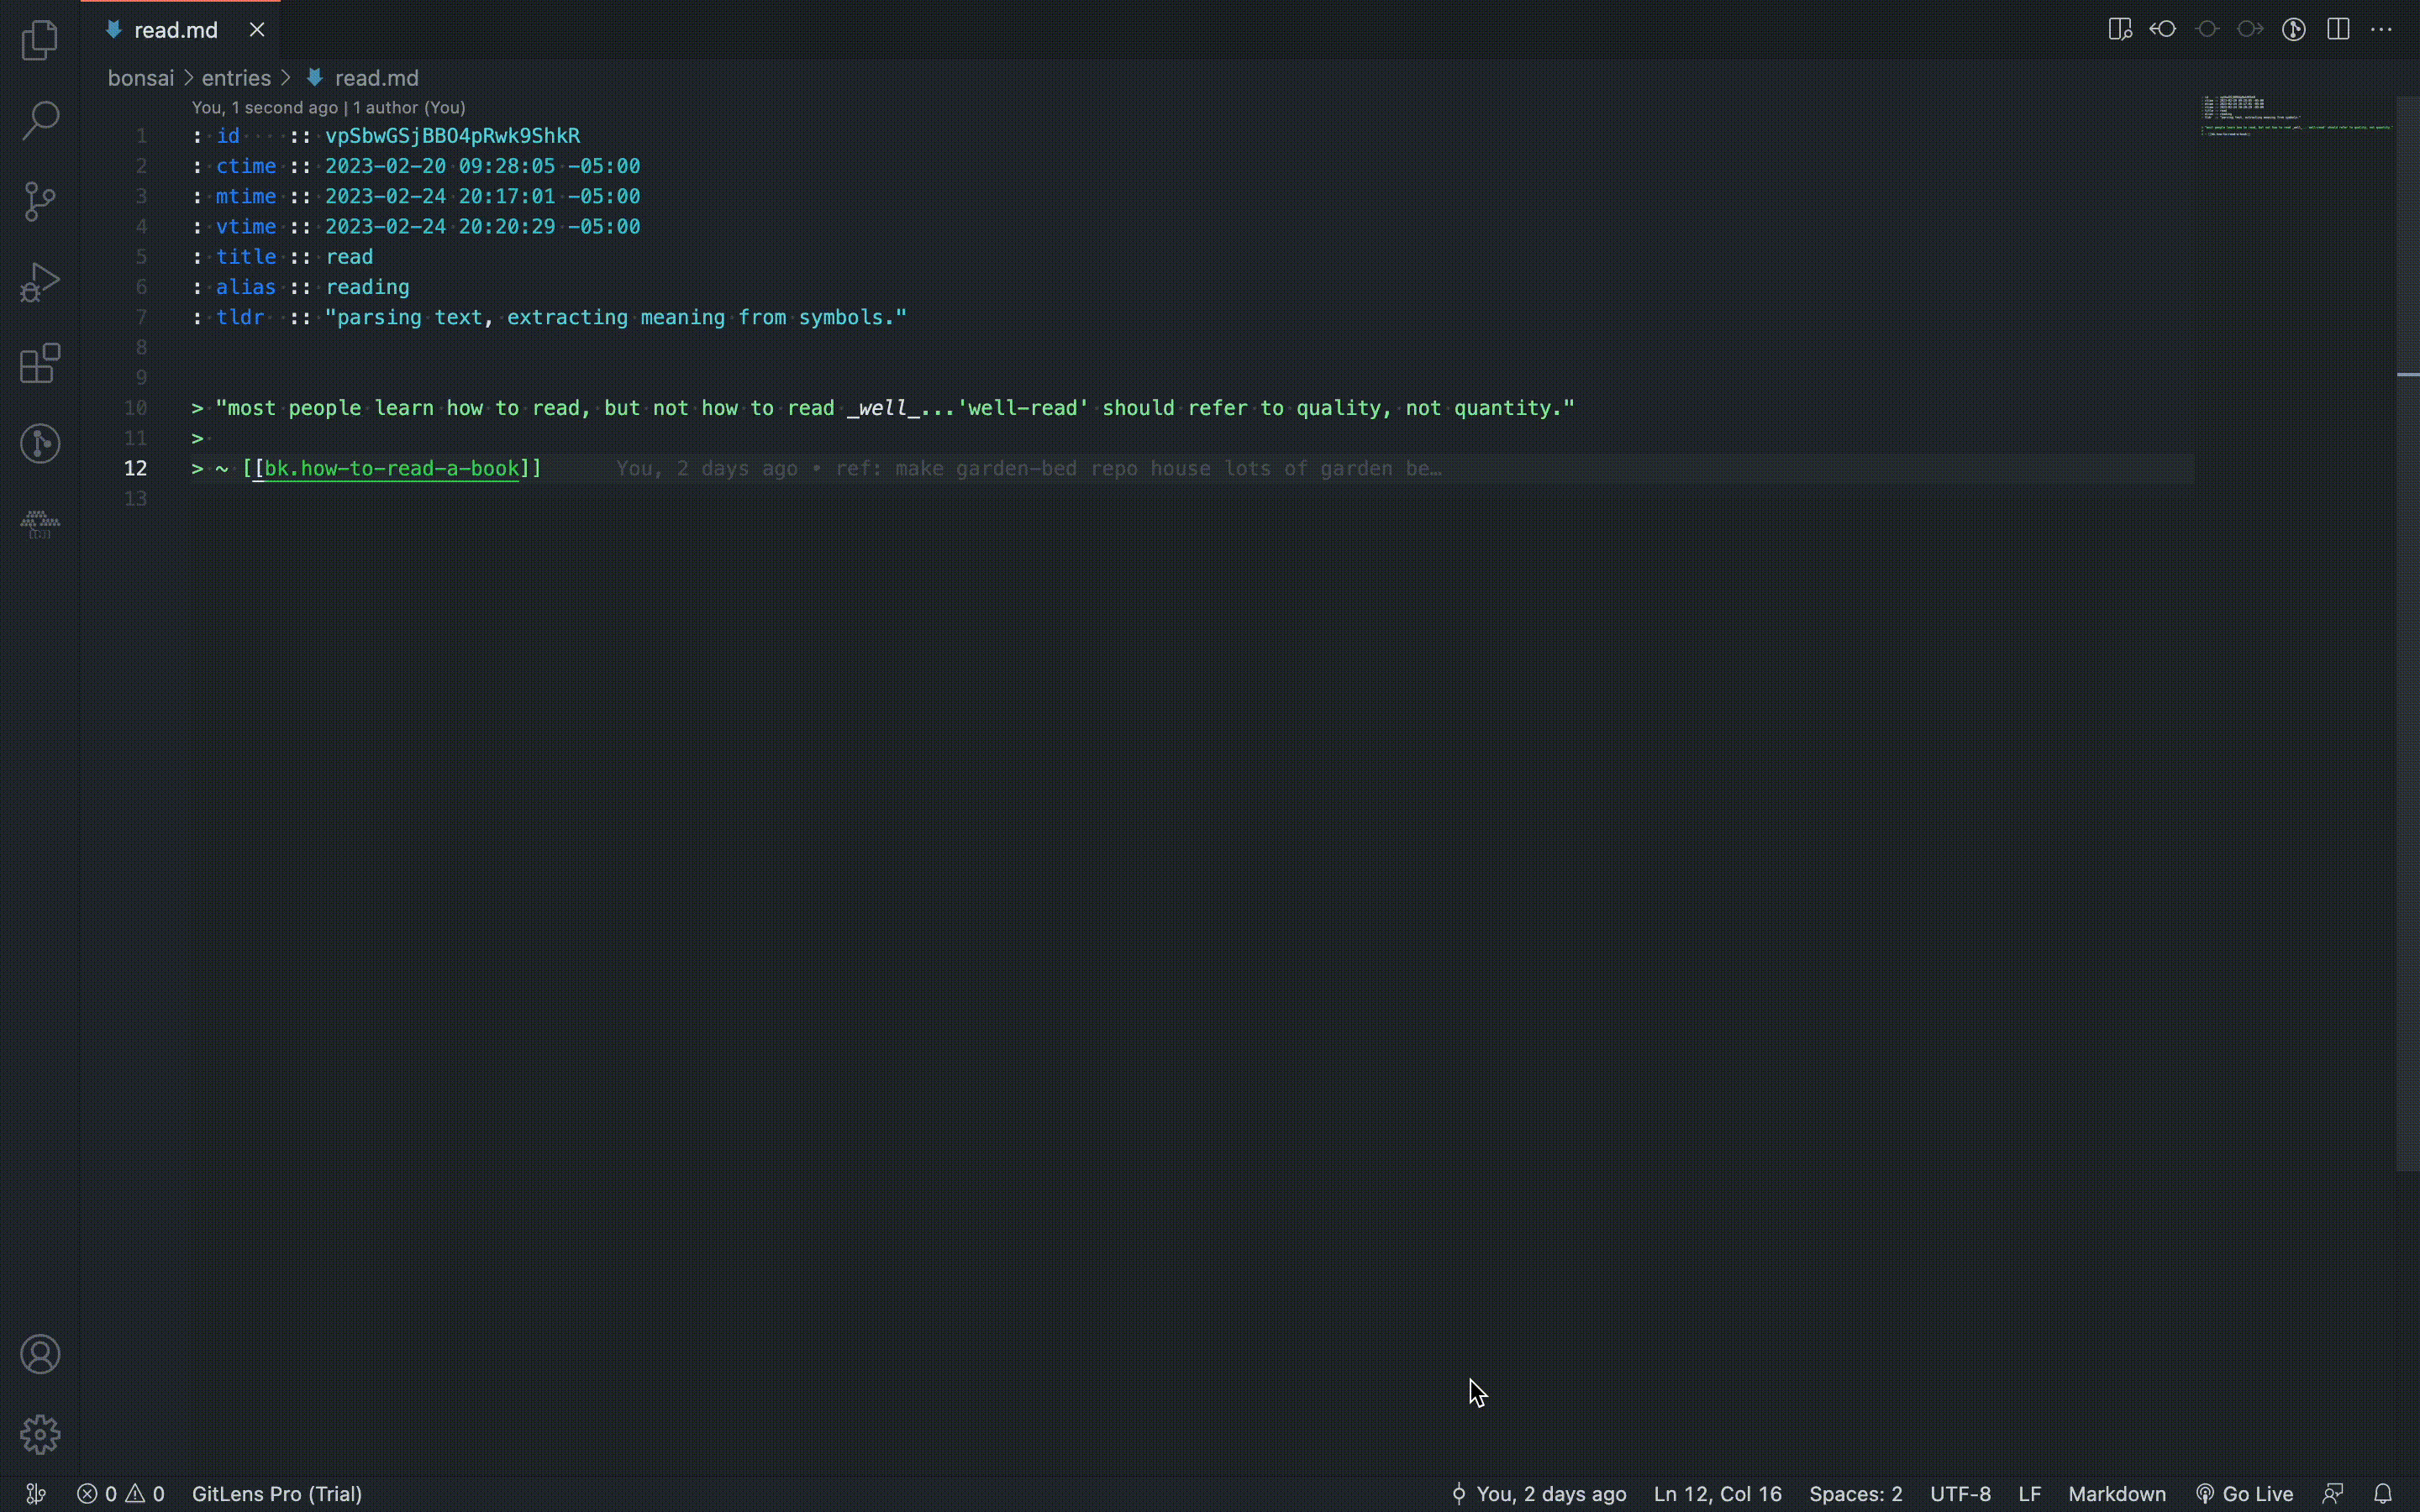 read.md
bonsai > entries > read.md
You, 1 second ago | 1 author (You)
1 : id :: vpSbwGSjBBO4pRwk9ShkR
2 : ctime :: 2023-02-20 09:28:05 -05:00
3 : mtime :: 2023-02-24 20:17:01 -05:00
4 : vtime :: 2023-02-24 20:20:29 -05:00
5 : title :: read
6 : alias :: reading
7 : tldr :: "parsing text, extracting meaning from symbols."
8
9
10 > "most people learn how to read, but not how to read _well_...'well-read' should refer to quality, not quantity."
11 >
12 > ~ [[bk.how-to-read-a-book]] You, 2 days ago • ref: make garden-bed repo house lots of garden be…
13
0 0 GitLens Pro (Trial) You, 2 days ago Ln 12, Col 16 Spaces: 2 UTF-8 LF Markdown Go Live